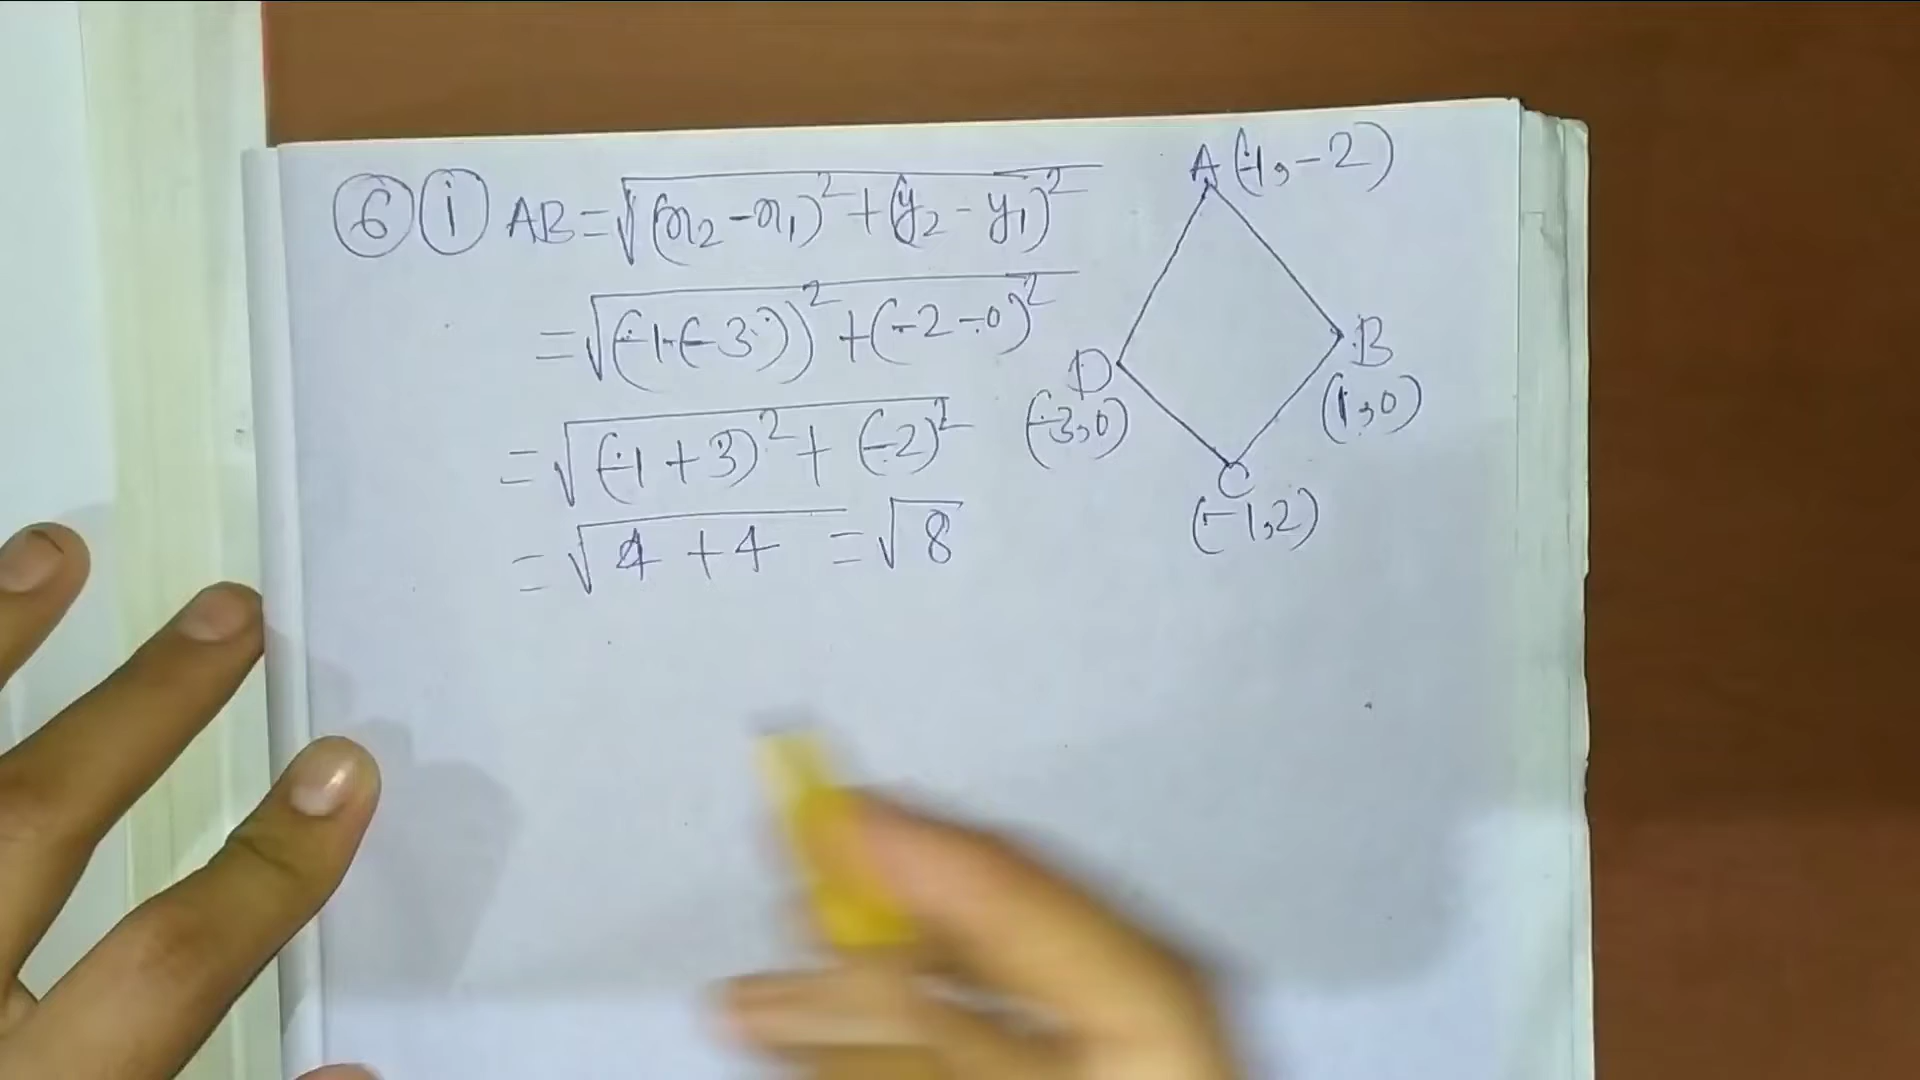 6 i AB = √(x₂ - x₁)² + (y₂ - y₁)²
= √(-1-(-3))² + (-2-0)²
= √(-1+3)² + (-2)²
= √4 + 4 = √8
A (-1, -2)
B
(1, 0)
D
(-3, 0)
C
(-1, 2)